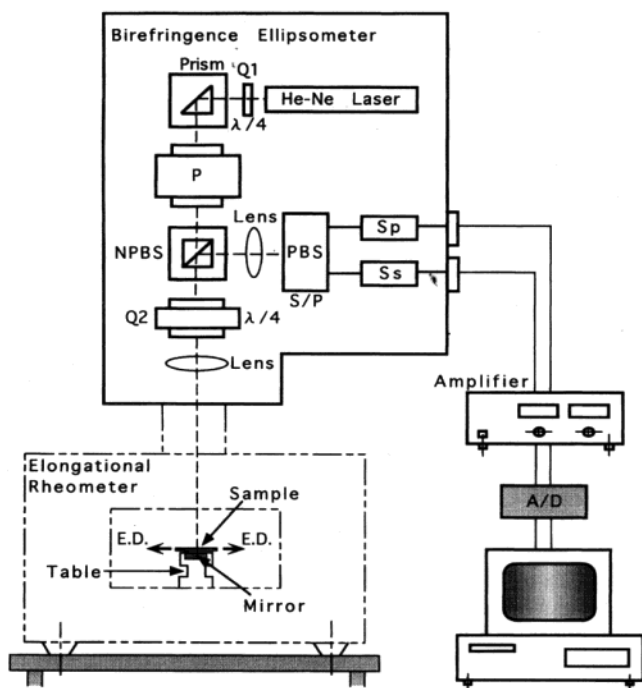 Birefringence Ellipsometer
Prism
Q1
He-Ne Laser
λ/4
P
Lens
NPBS
PBS
Sp
Ss
S/P
Q2
λ/4
Lens
Amplifier
Elongational
Rheometer
Sample
A/D
E.D.
E.D.
Table
Mirror